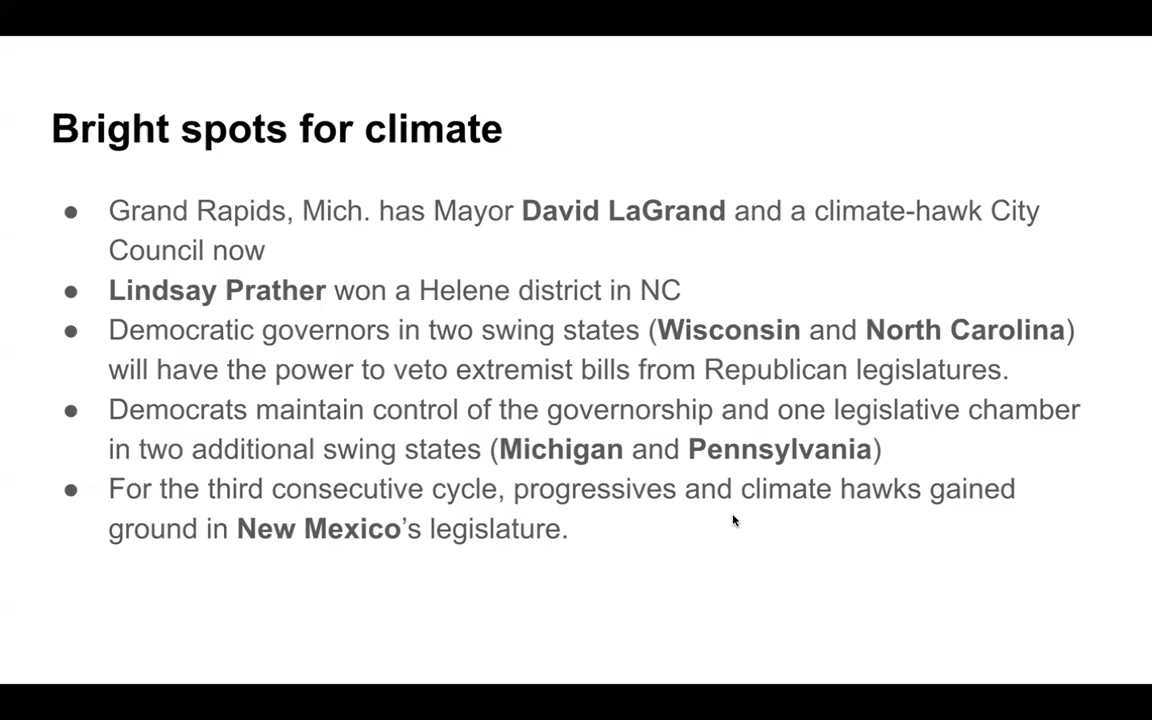 Bright spots for climate
● Grand Rapids, Mich. has Mayor David LaGrand and a climate-hawk City
Council now
● Lindsay Prather won a Helene district in NC
● Democratic governors in two swing states (Wisconsin and North Carolina)
will have the power to veto extremist bills from Republican legislatures.
● Democrats maintain control of the governorship and one legislative chamber
in two additional swing states (Michigan and Pennsylvania)
● For the third consecutive cycle, progressives and climate hawks gained
ground in New Mexico’s legislature.